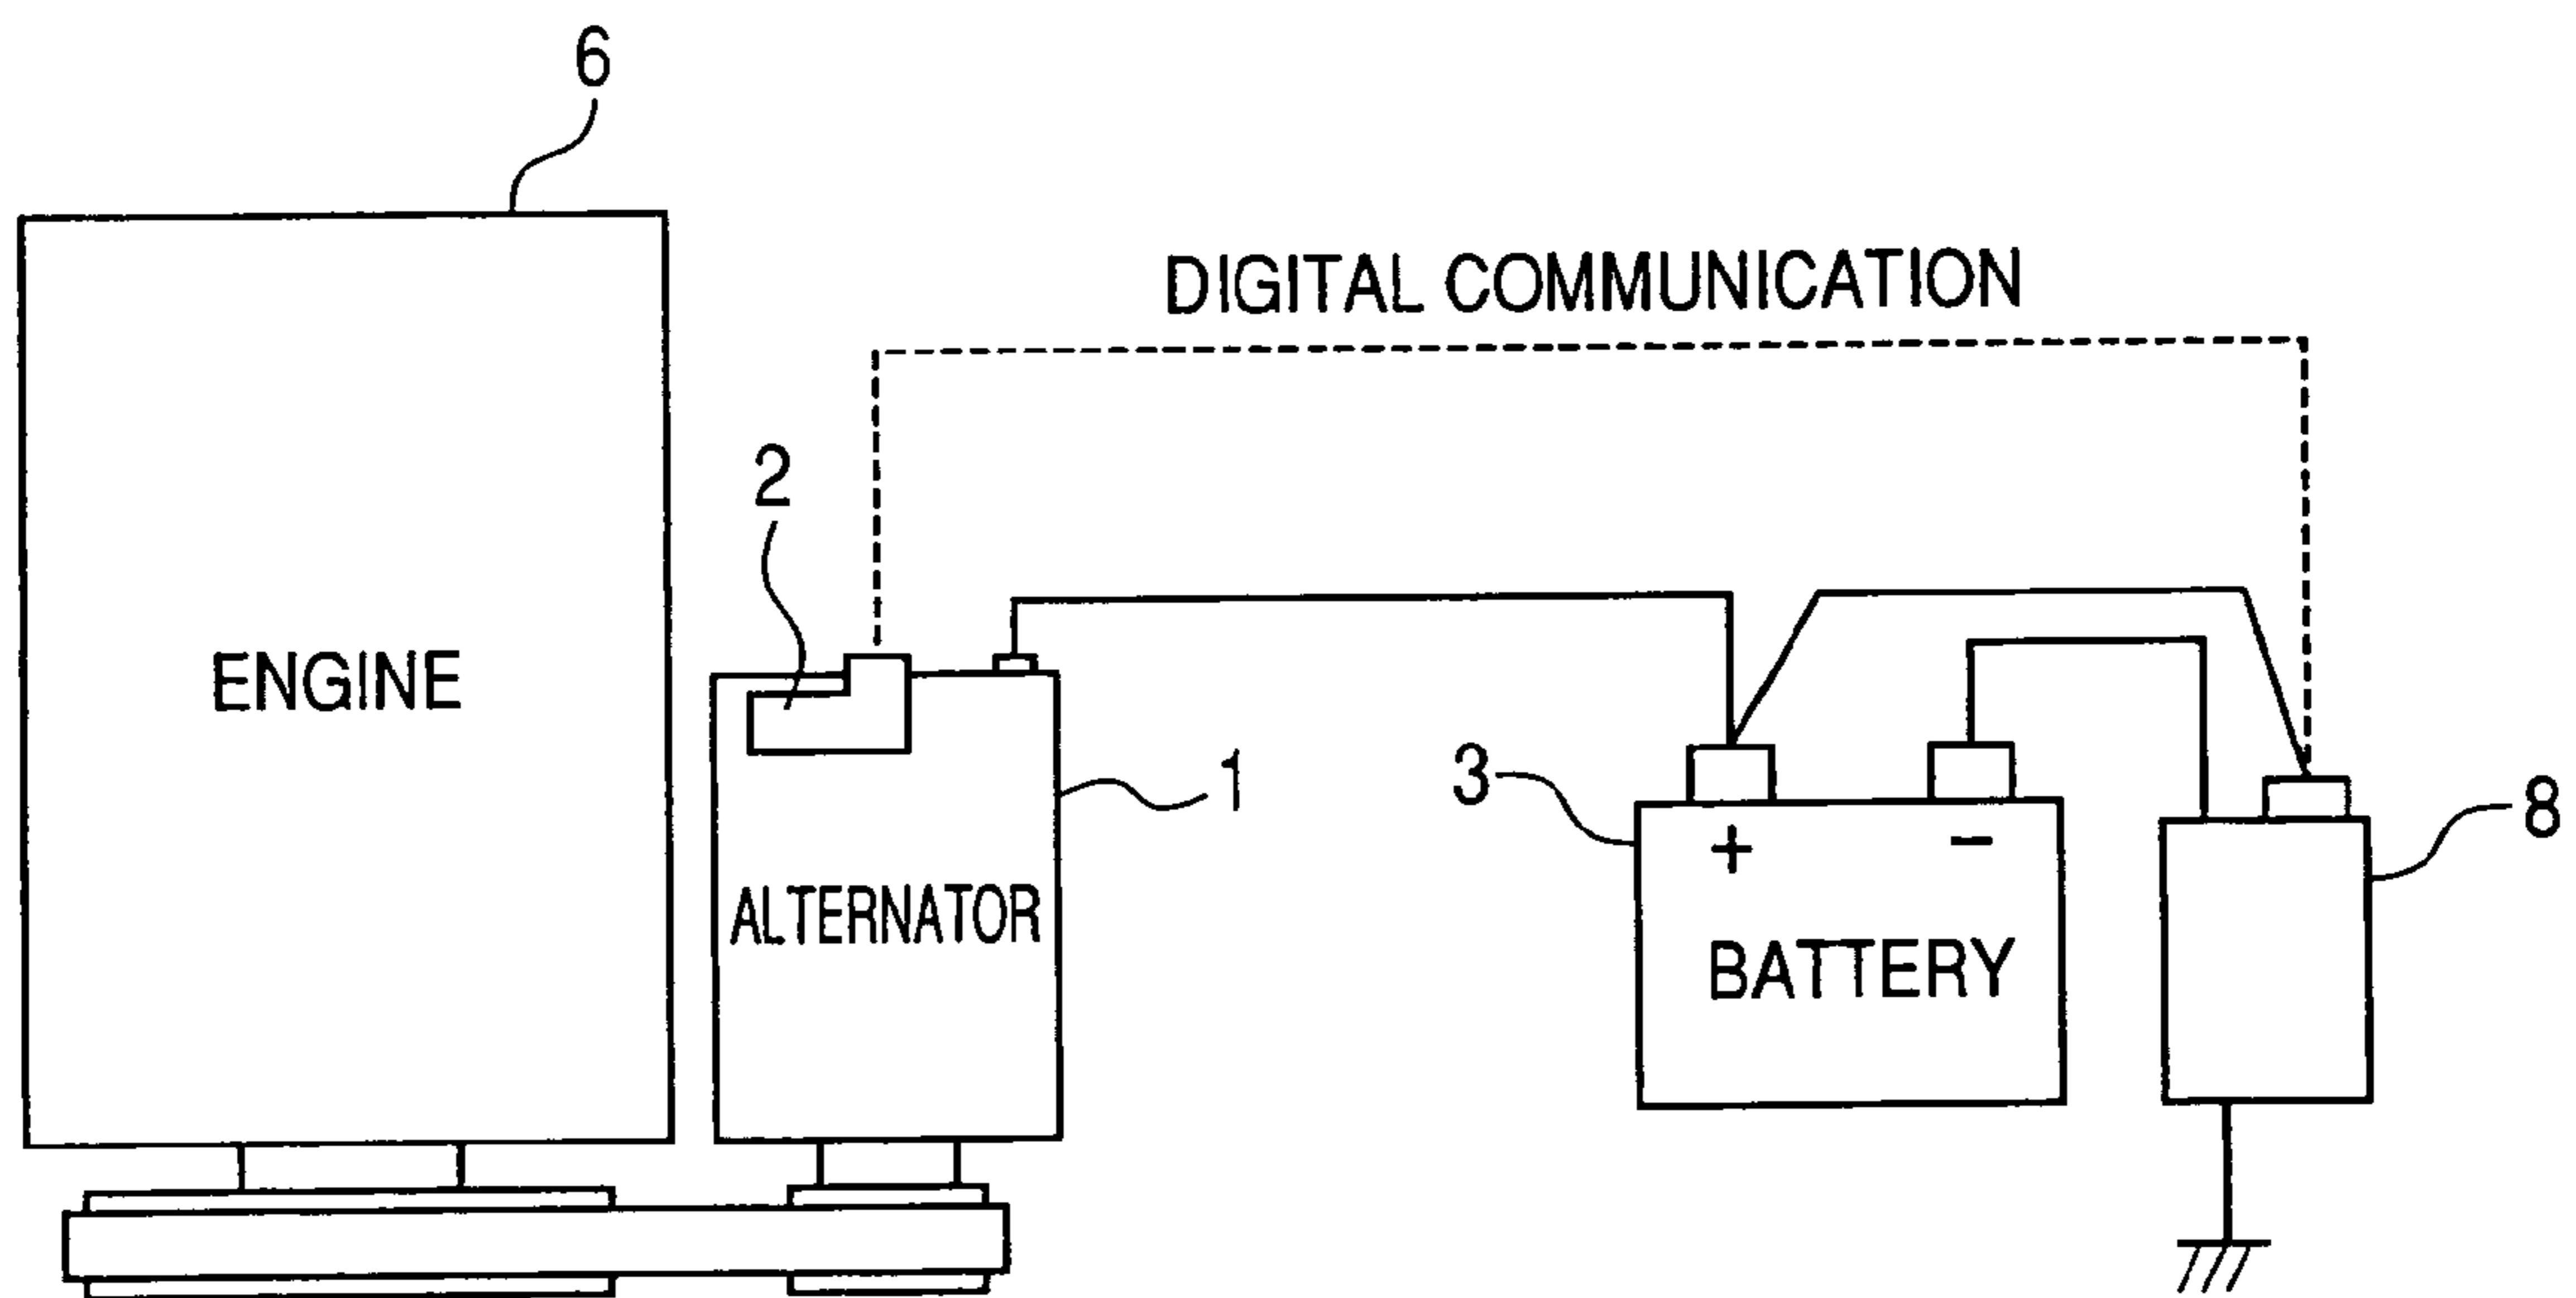 6
DIGITAL COMMUNICATION
2
ENGINE
1
3
8
+ −
ALTERNATOR
BATTERY